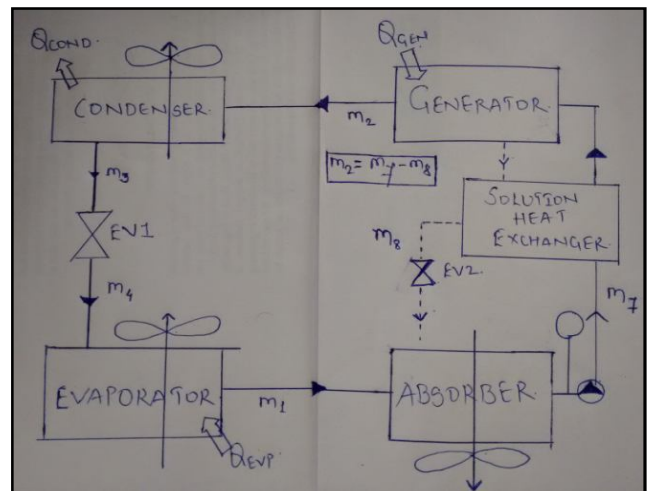 QCOND.
CONDENSER.
m2
QGEN
GENERATOR.
m2 = m7 - m8
m3
EV1
m4
SOLUTION
HEAT
EXCHANGER.
m8
EV2.
m7
EVAPORATOR
QEVP.
m1
ABSORBER.